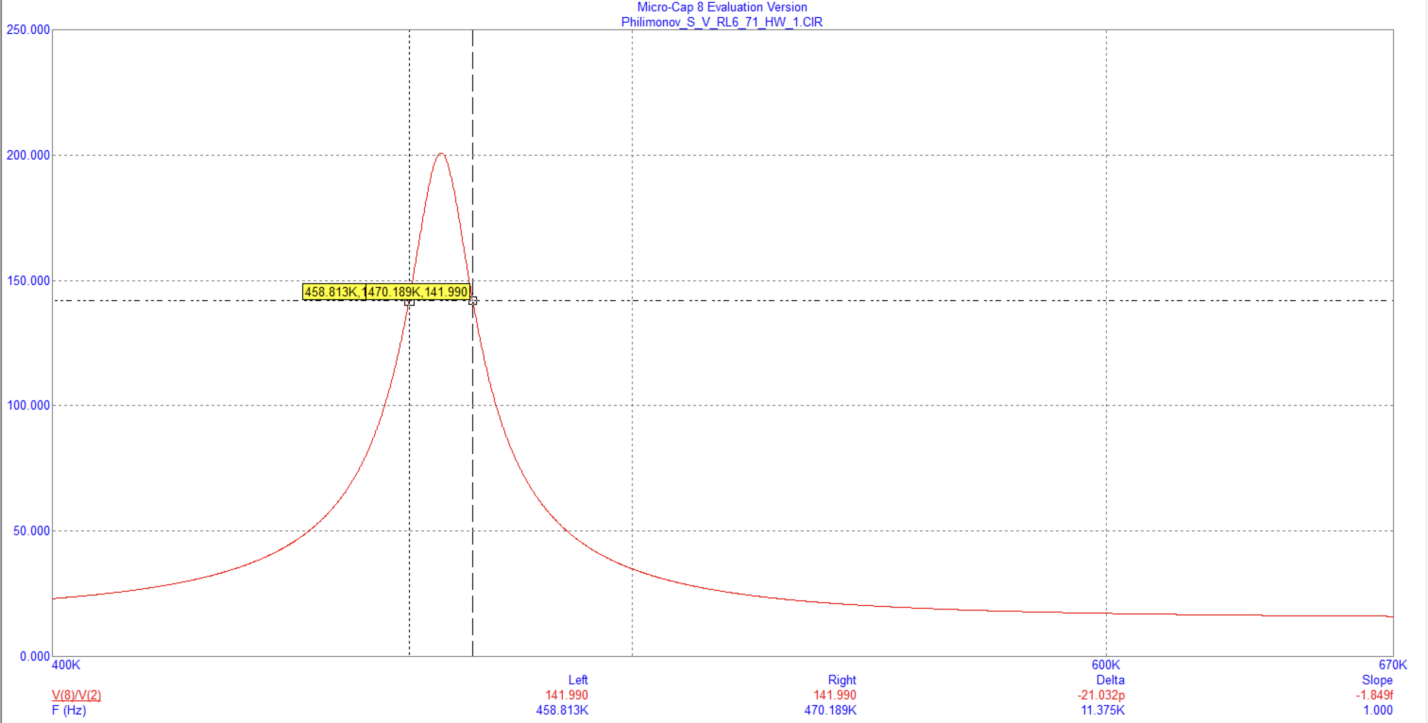 Micro-Cap 8 Evaluation Version
Philimonov_S_V_RL6_71_HW_1.CIR
250.000
200.000
150.000
458.813K,1 470.189K,141.990
100.000
50.000
0.000
400K 600K 670K
Left Right Delta Slope
V(8)/V(2) 141.990 141.990 -21.032p -1.849f
F (Hz) 458.813K 470.189K 11.375K 1.000